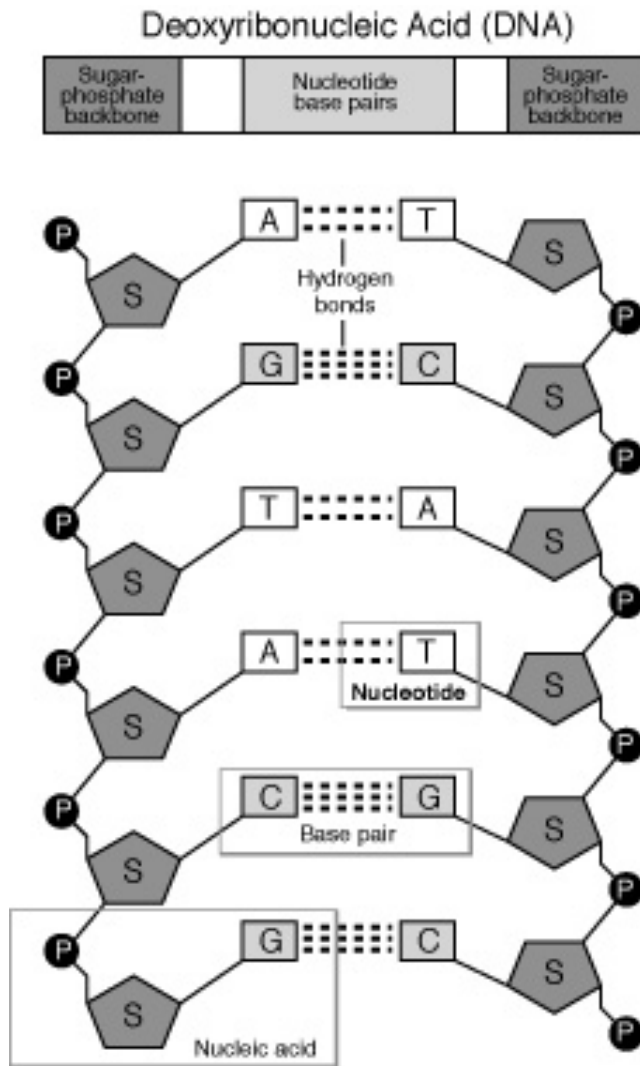 Deoxyribonucleic Acid (DNA)
Sugar-
phosphate
backbone
Nucleotide
base pairs
Sugar-
phosphate
backbone
P
A
T
S
S
Hydrogen
bonds
P
P
G
C
S
S
P
P
T
A
S
S
P
P
A
T
Nucleotide
S
S
P
P
C
G
Base pair
S
S
P
P
G
C
S
S
Nucleic acid
P